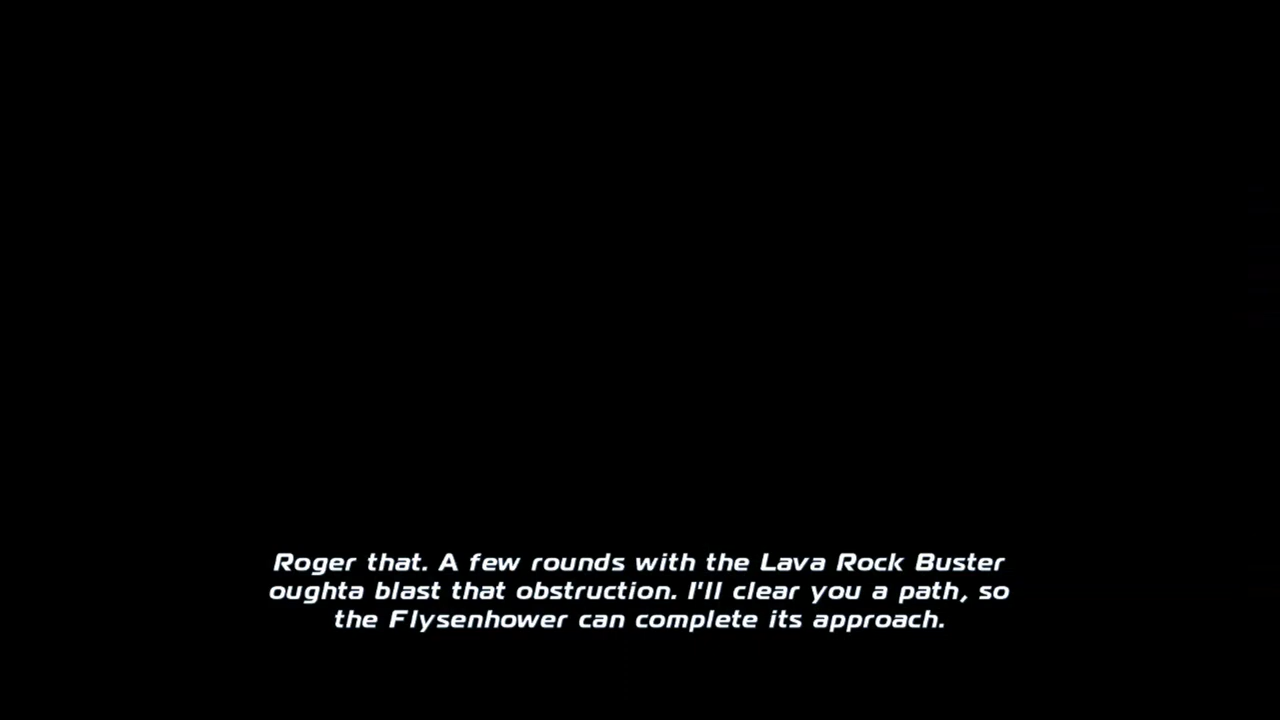 Roger that. A few rounds with the Lava Rock Buster
oughta blast that obstruction. I'll clear you a path, so
the Flysenhower can complete its approach.